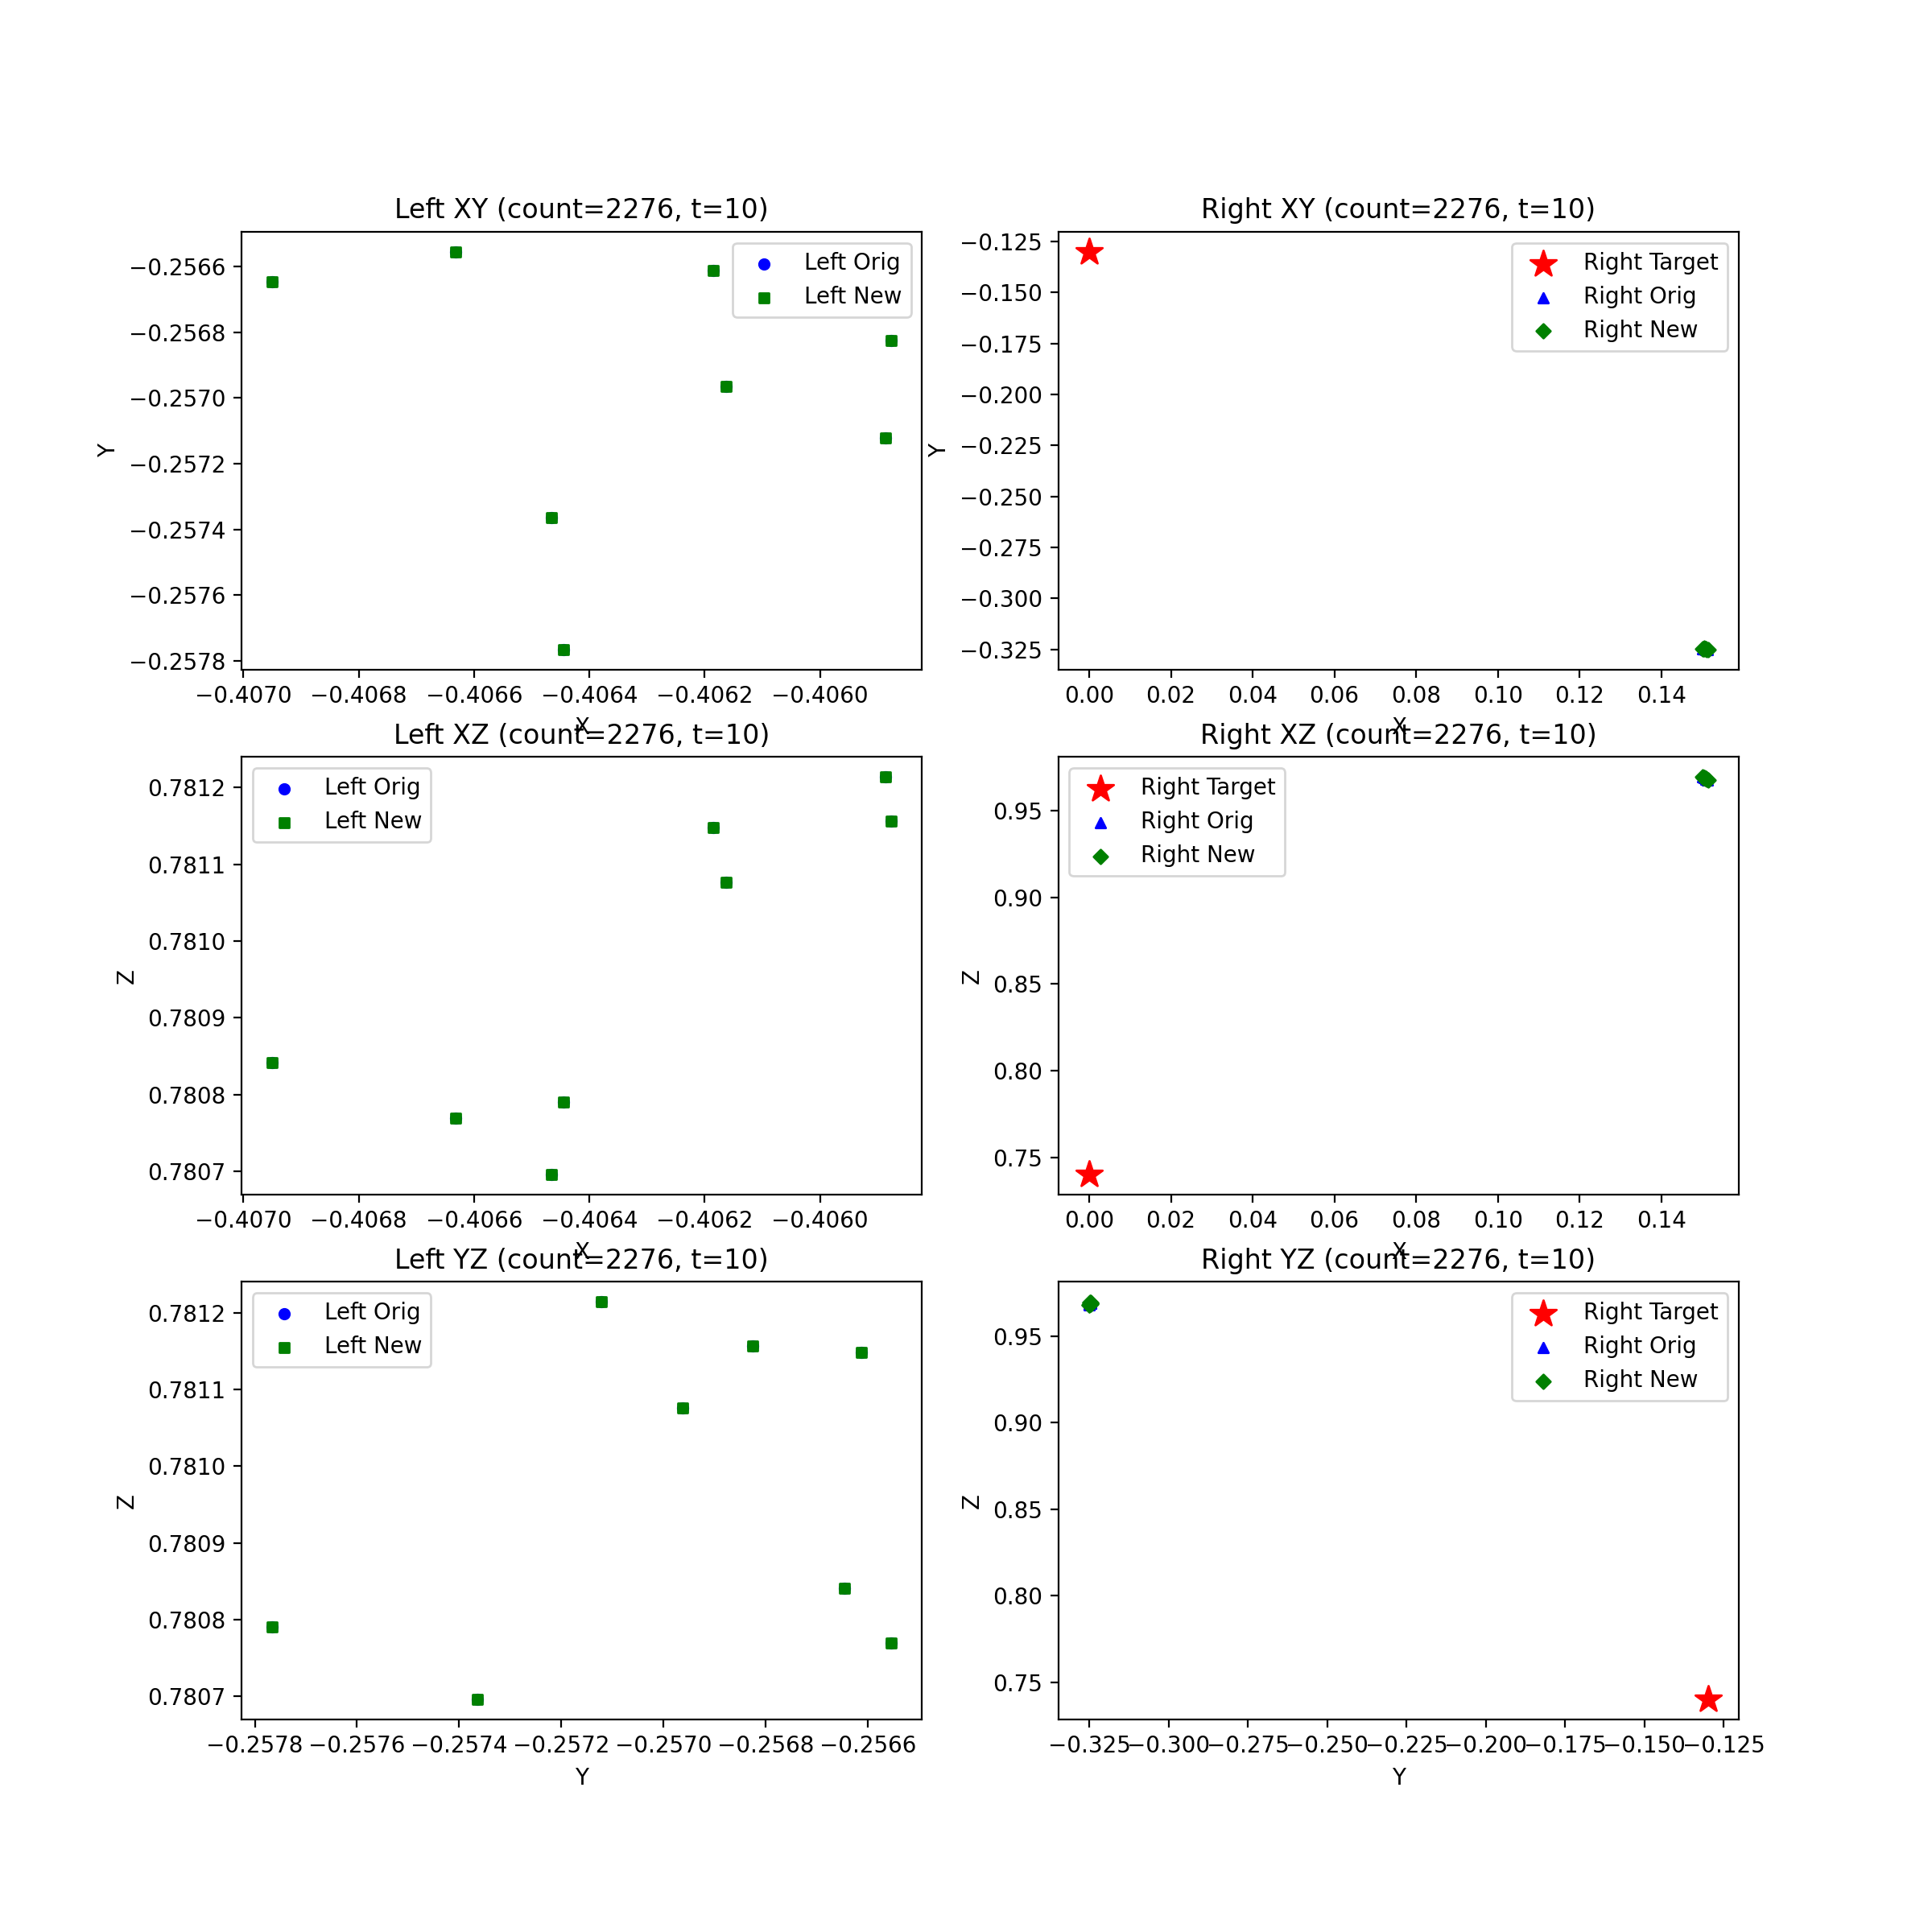 Left XY (count=2276, t=10)
Left Orig
Left New
−0.2566
−0.2568
−0.2570
−0.2572
−0.2574
−0.2576
−0.2578
Y
−0.4070 −0.4068 −0.4066 −0.4064 −0.4062 −0.4060
X
Right XY (count=2276, t=10)
Right Target
Right Orig
Right New
−0.125
−0.150
−0.175
−0.200
−0.225
−0.250
−0.275
−0.300
−0.325
Y
0.00 0.02 0.04 0.06 0.08 0.10 0.12 0.14
X
Left XZ (count=2276, t=10)
Left Orig
Left New
0.7812
0.7811
0.7810
0.7809
0.7808
0.7807
Z
−0.4070 −0.4068 −0.4066 −0.4064 −0.4062 −0.4060
X
Right XZ (count=2276, t=10)
Right Target
Right Orig
Right New
0.95
0.90
0.85
0.80
0.75
Z
0.00 0.02 0.04 0.06 0.08 0.10 0.12 0.14
X
Left YZ (count=2276, t=10)
Left Orig
Left New
0.7812
0.7811
0.7810
0.7809
0.7808
0.7807
Z
−0.2578 −0.2576 −0.2574 −0.2572 −0.2570 −0.2568 −0.2566
Y
Right YZ (count=2276, t=10)
Right Target
Right Orig
Right New
0.95
0.90
0.85
0.80
0.75
Z
−0.325 −0.300 −0.275 −0.250 −0.225 −0.200 −0.175 −0.150 −0.125
Y